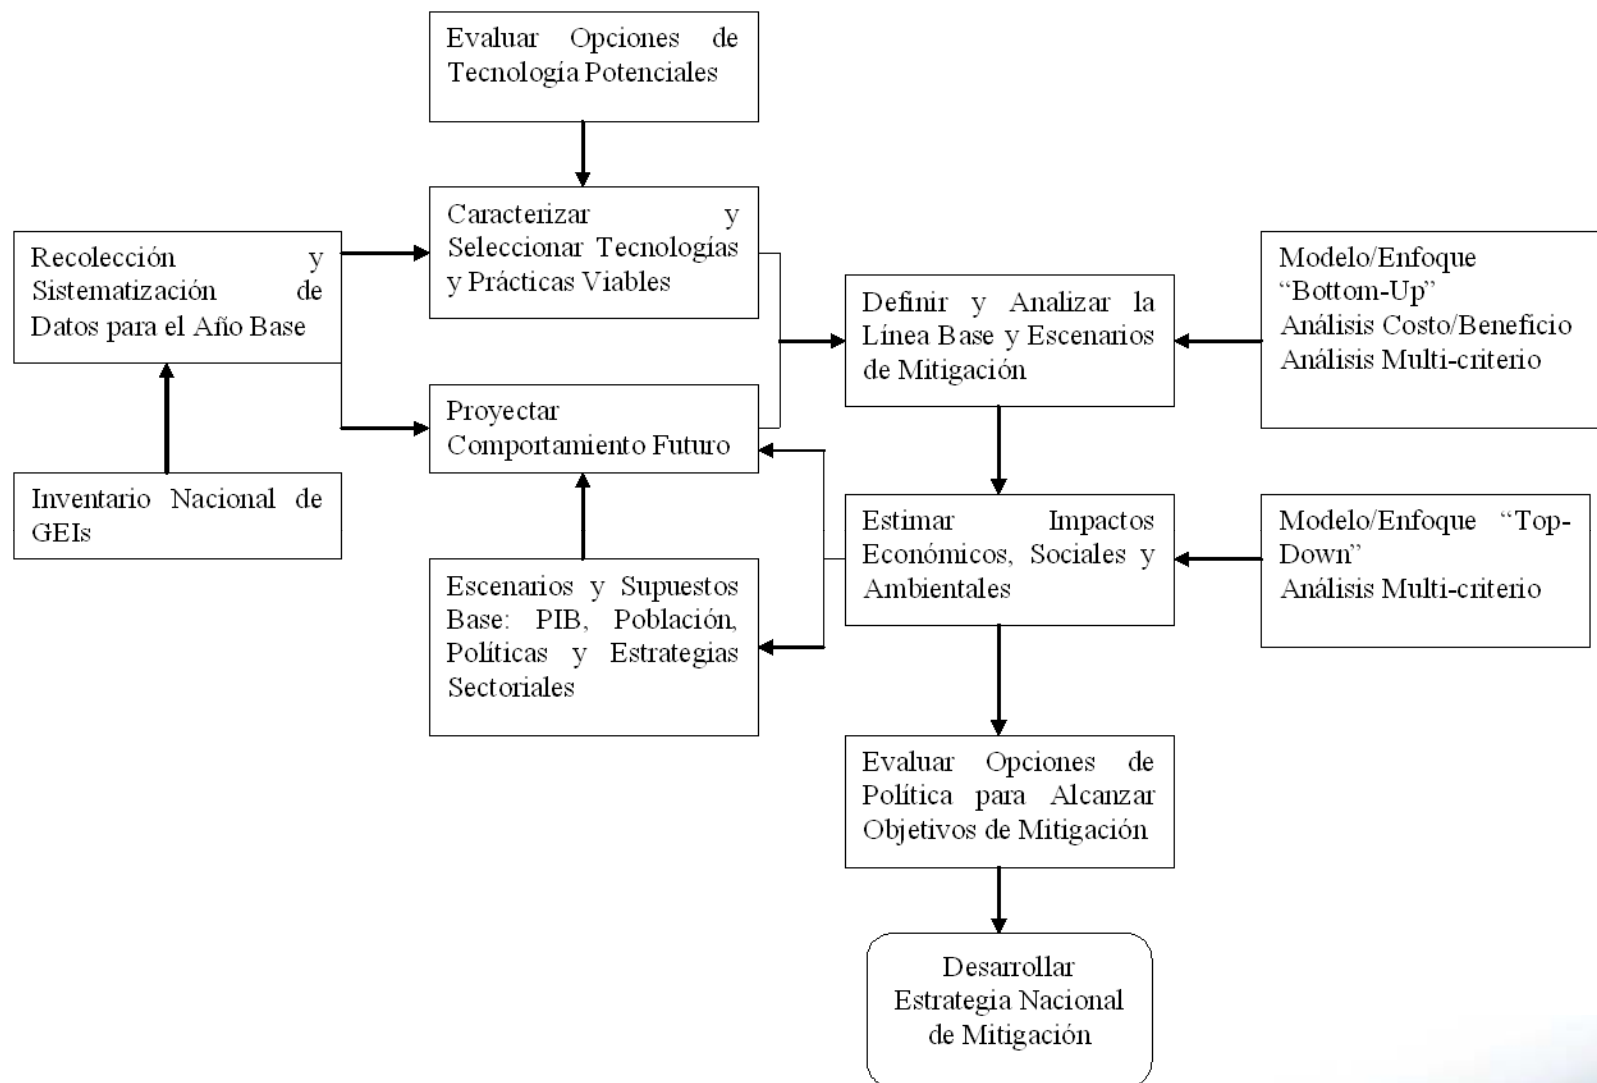 Evaluar Opciones de
Tecnología Potenciales
Caracterizar y
Seleccionar Tecnologías
y Prácticas Viables
Recolección y
Sistematización de
Datos para el Año Base
Proyectar
Comportamiento Futuro
Inventario Nacional de
GEIs
Escenarios y Supuestos
Base: PIB, Población,
Políticas y Estrategias
Sectoriales
Definir y Analizar la
Línea Base y Escenarios
de Mitigación
Modelo/Enfoque
“Bottom-Up”
Análisis Costo/Beneficio
Análisis Multi-criterio
Estimar Impactos
Económicos, Sociales y
Ambientales
Modelo/Enfoque “Top-
Down”
Análisis Multi-criterio
Evaluar Opciones de
Política para Alcanzar
Objetivos de Mitigación
Desarrollar
Estrategia Nacional
de Mitigación